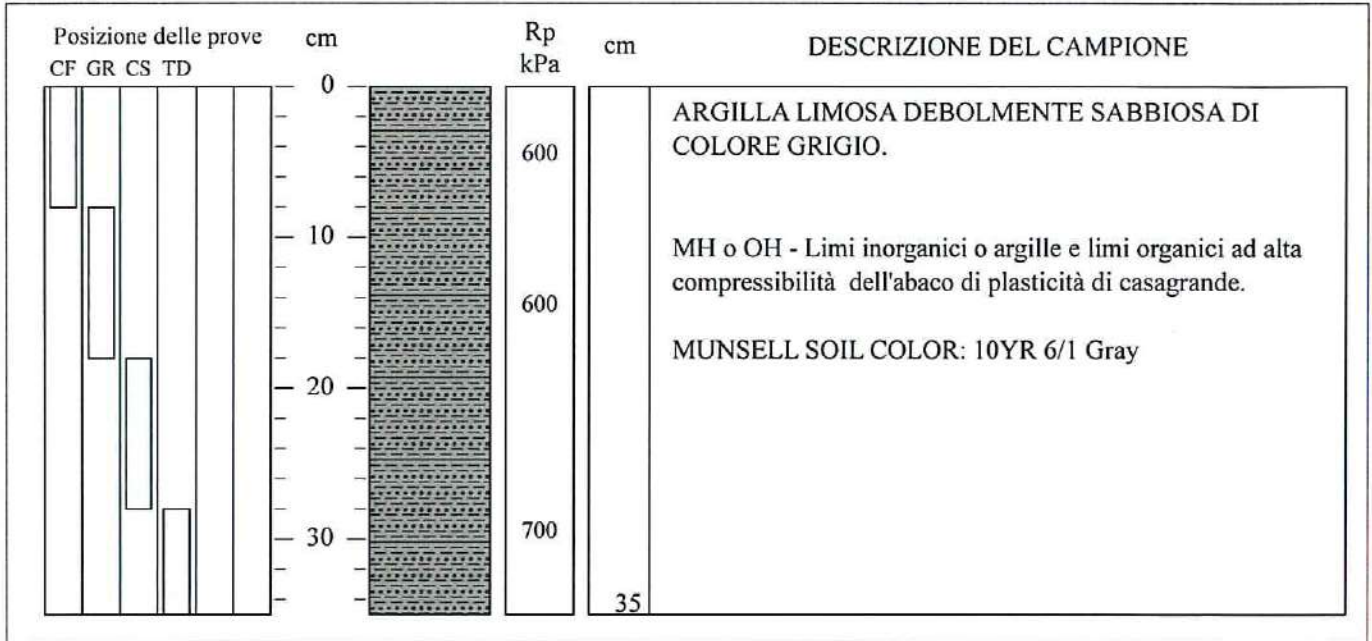 Posizione delle prove
CF GR CS TD
cm
Rp
kPa
cm
DESCRIZIONE DEL CAMPIONE
0
10
20
30
600
600
700
35
ARGILLA LIMOSA DEBOLMENTE SABBIOSA DI
COLORE GRIGIO.
MH o OH - Limi inorganici o argille e limi organici ad alta
compressibilità dell'abaco di plasticità di casagrande.
MUNSELL SOIL COLOR: 10YR 6/1 Gray